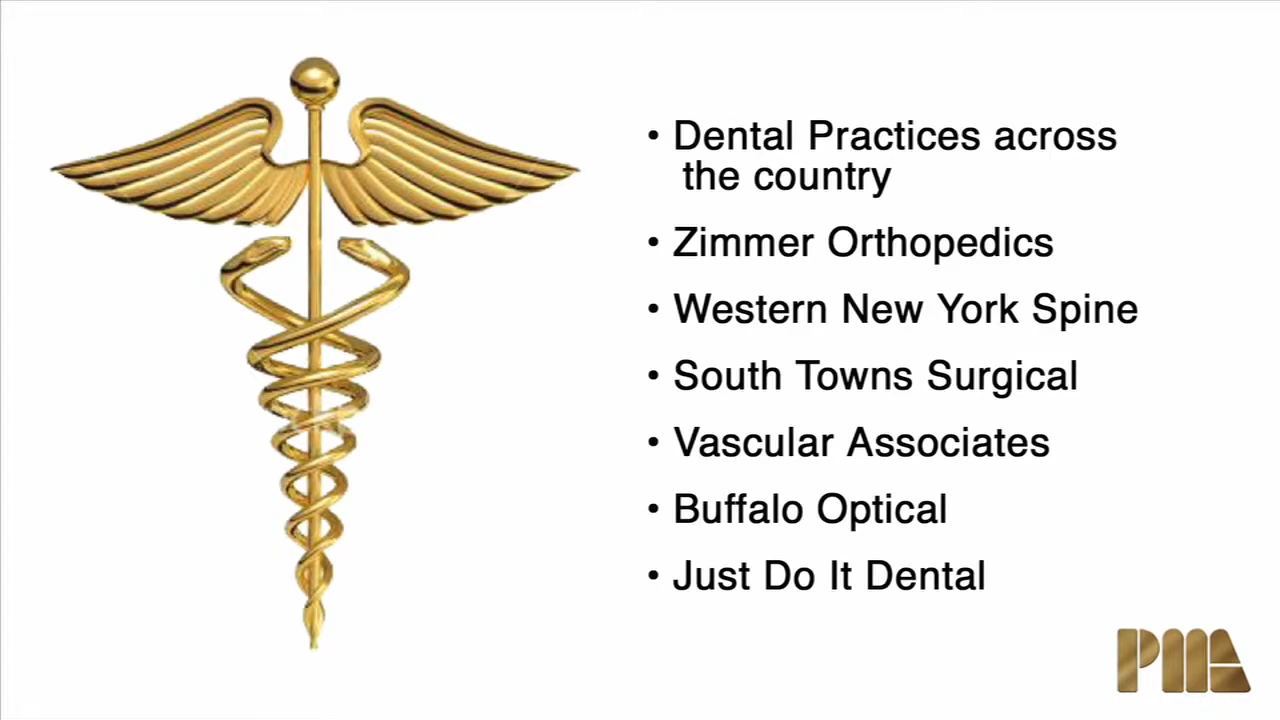 • Dental Practices across
the country
• Zimmer Orthopedics
• Western New York Spine
• South Towns Surgical
• Vascular Associates
• Buffalo Optical
• Just Do It Dental
PMA